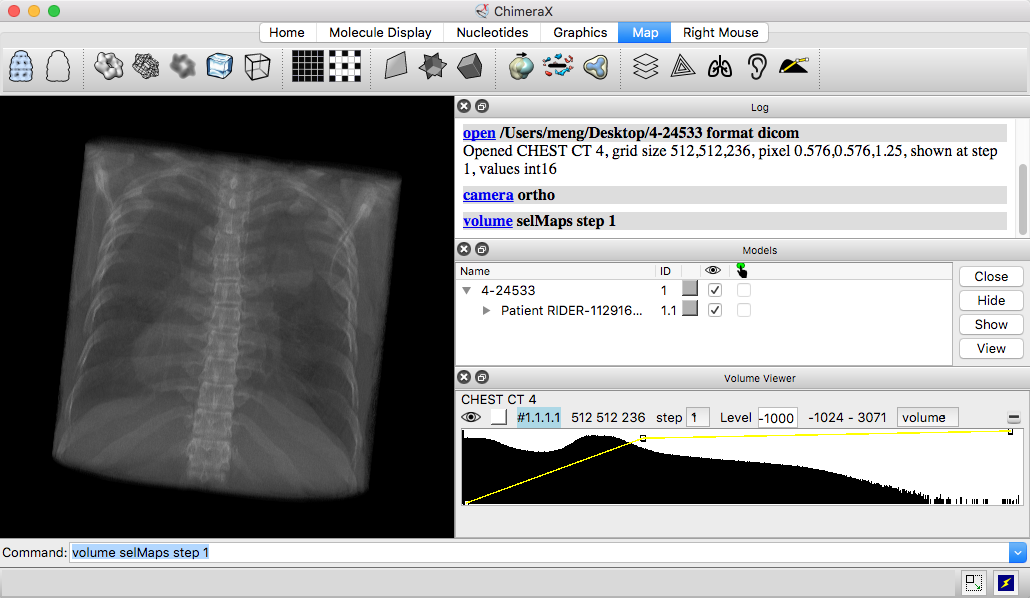 ChimeraX
Home Molecule Display Nucleotides Graphics Map Right Mouse
Log
open /Users/meng/Desktop/4-24533 format dicom
Opened CHEST CT 4, grid size 512,512,236, pixel 0.576,0.576,1.25, shown at step
1, values int16
camera ortho
volume selMaps step 1
Models
Name ID
4-24533 1
Patient RIDER-112916... 1.1
Close
Hide
Show
View
Volume Viewer
CHEST CT 4
#1.1.1.1 512 512 236 step 1 Level -1000 -1024 - 3071 volume
Command: volume selMaps step 1